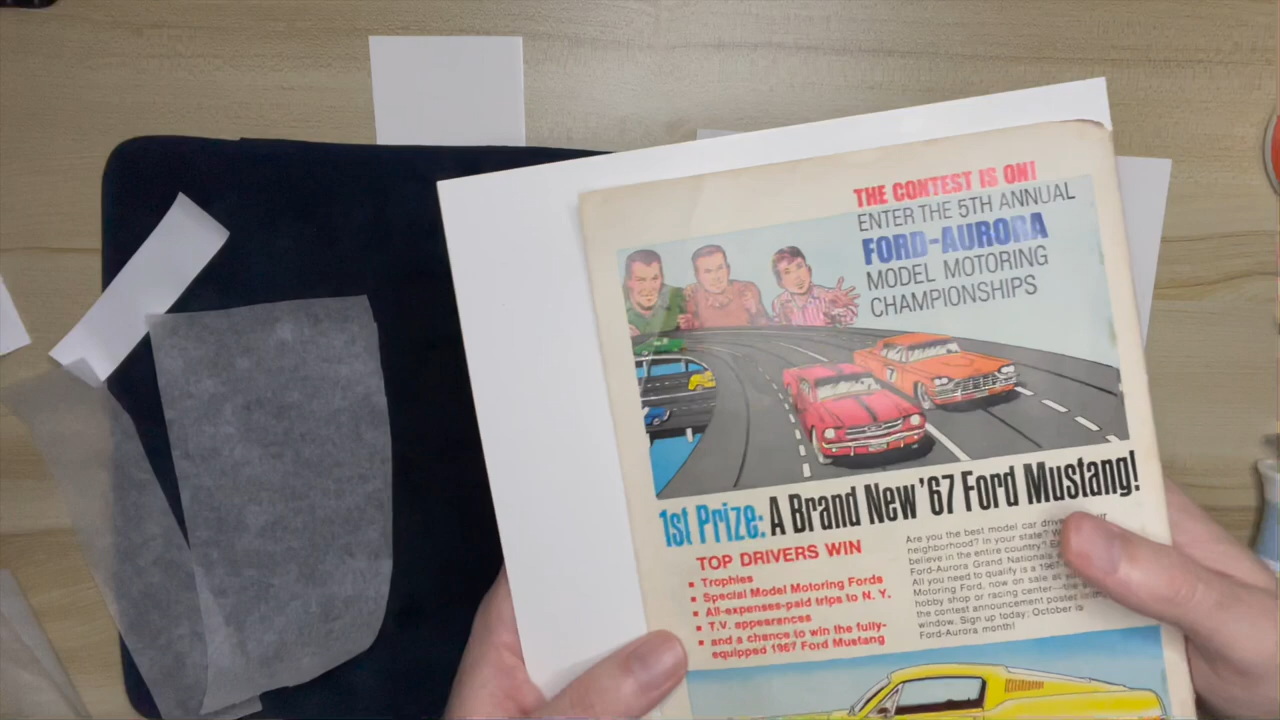 THE CONTEST IS ON!
ENTER THE 5TH ANNUAL
FORD-AURORA
MODEL MOTORING
CHAMPIONSHIPS
7
1st Prize: A Brand New '67 Ford Mustang!
TOP DRIVERS WIN
▪ Trophies
▪ Special Model Motoring Fords
▪ All-expenses-paid trips to N. Y.
▪ T.V. appearances
▪ and a chance to win the fully-
equipped 1967 Ford Mustang
Are you the best model car
neighborhood? In your state?
believe in the entire country?
Ford-Aurora Grand Nationals
All you need to qualify is a 1967
Motoring Ford, now on sale at
hobby shop or racing center—
the contest announcement poster
window. Sign up today; October is
Ford-Aurora month!